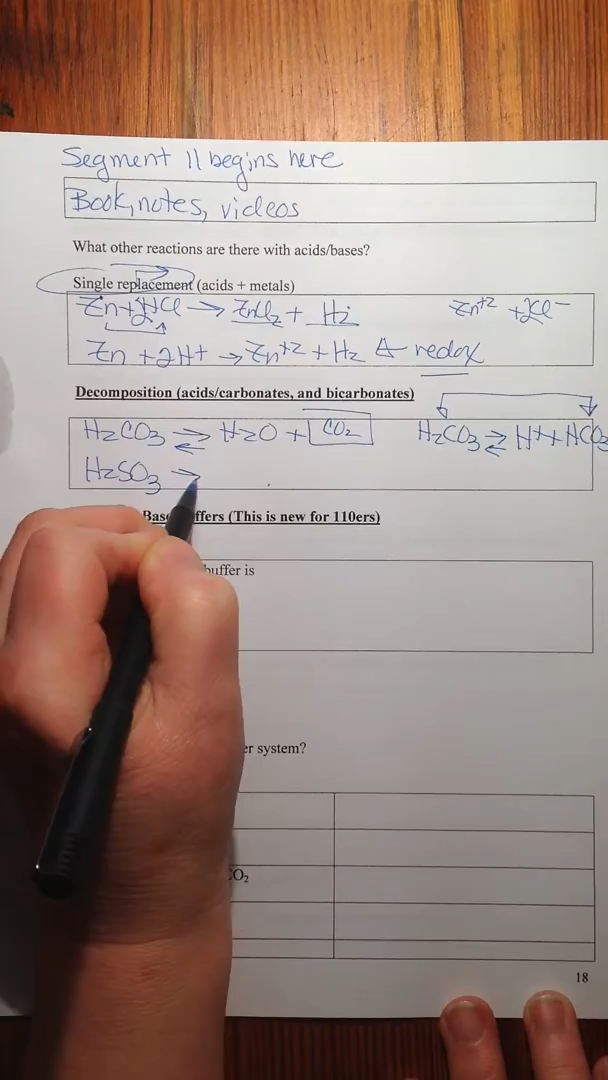 Segment 11 begins here
Book, notes, videos
What other reactions are there with acids/bases?
Single replacement (acids + metals)
Zn + 2HCl → ZnCl₂ + H₂ Zn⁺² + 2Cl⁻
Zn + 2H⁺ → Zn⁺² + H₂ redox
Decomposition (acids/carbonates, and bicarbonates)
H₂CO₃ ⇌ H₂O + CO₂ H₂CO₃ ⇌ H⁺ + HCO₃
H₂SO₃ →
Bas ffers (This is new for 110ers)
buffer is
er system?
CO₂
18